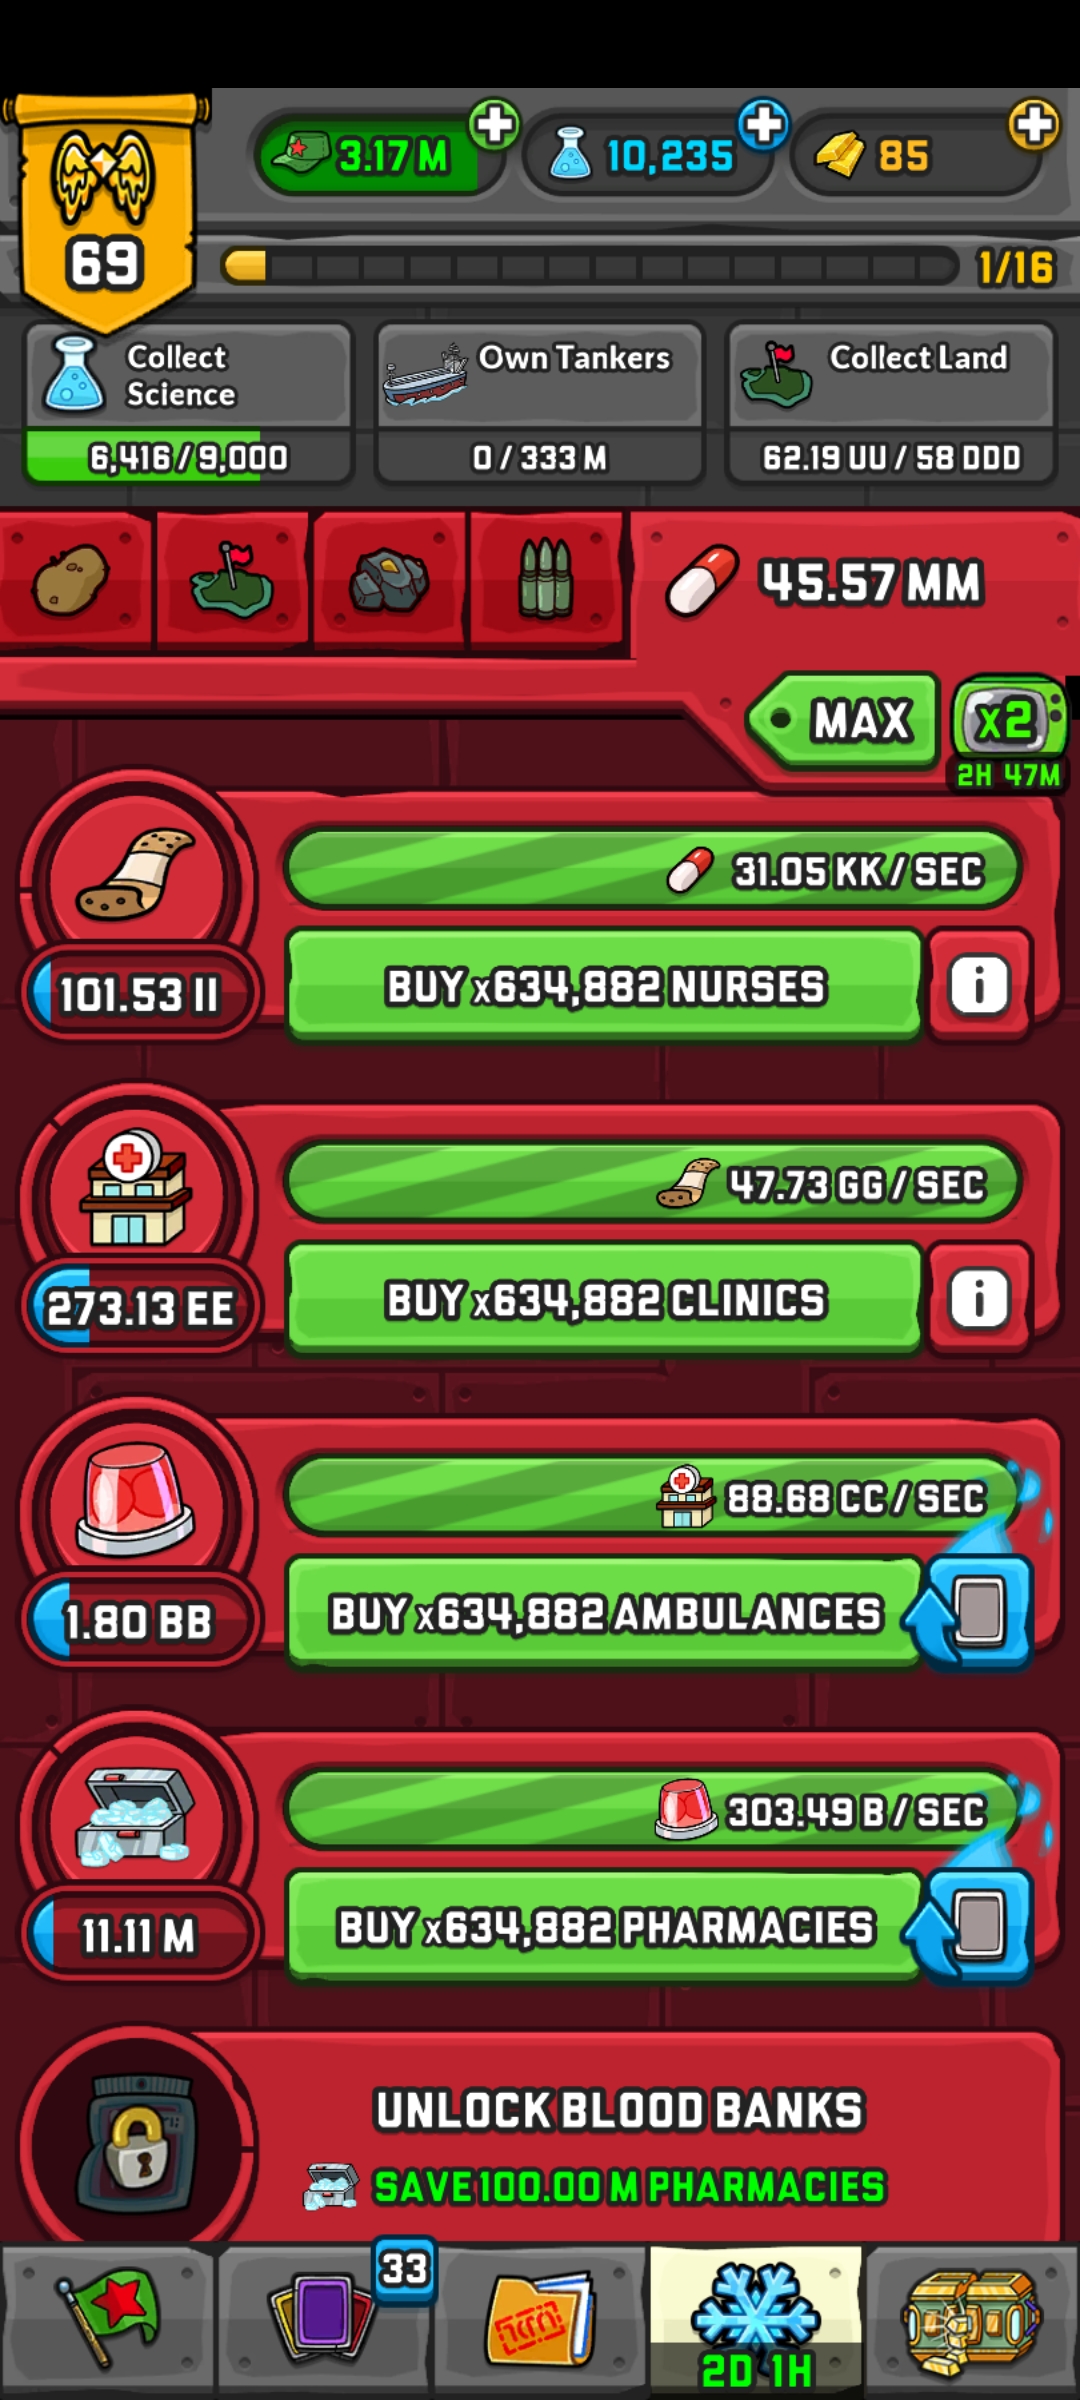 3.17 M
10,235
85
69
1/16
Collect
Science
6,416 / 9,000
Own Tankers
0 / 333 M
Collect Land
62.19 UU / 58 DDD
45.57 MM
MAX
x2
2H 47M
31.05 KK / SEC
101.53 II
BUY x634,882 NURSES
i
47.73 GG / SEC
273.13 EE
BUY x634,882 CLINICS
i
88.68 CC / SEC
1.80 BB
BUY x634,882 AMBULANCES
303.49 B / SEC
11.11 M
BUY x634,882 PHARMACIES
UNLOCK BLOOD BANKS
SAVE 100.00 M PHARMACIES
33
2D 1H